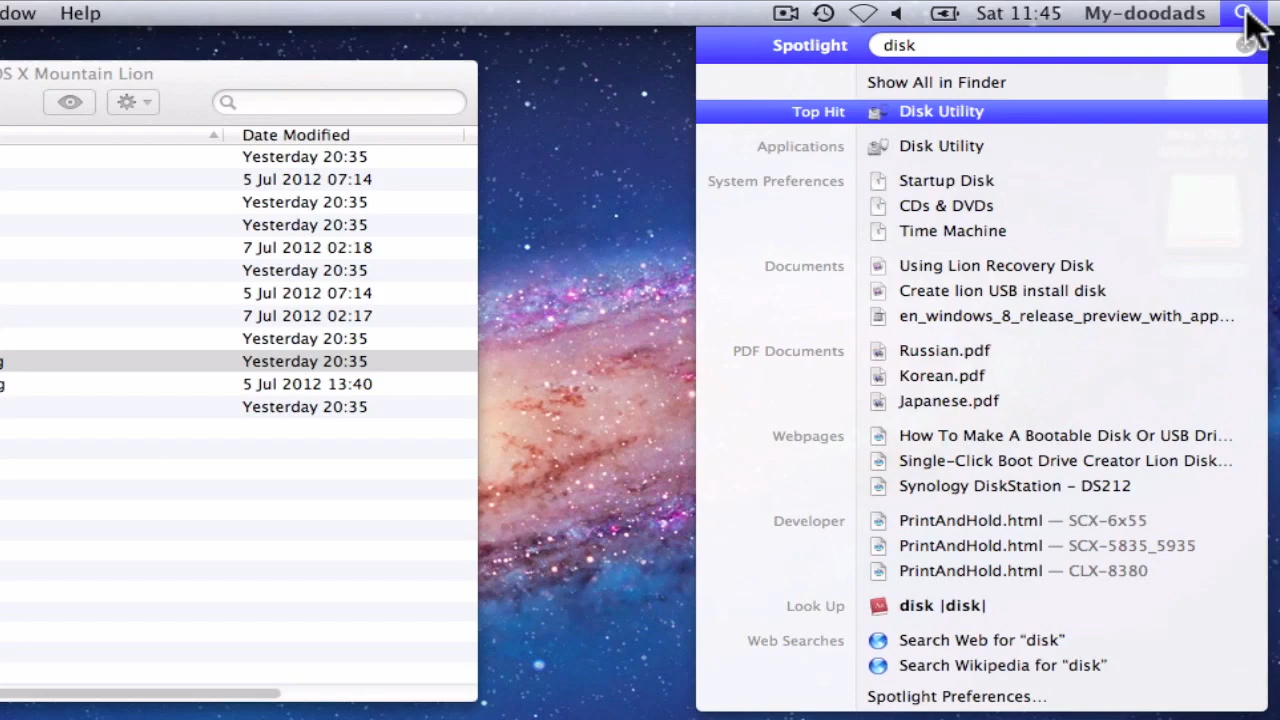 dow Help Sat 11:45 My-doodads
OS X Mountain Lion
Date Modified
Yesterday 20:35
5 Jul 2012 07:14
Yesterday 20:35
Yesterday 20:35
7 Jul 2012 02:18
Yesterday 20:35
5 Jul 2012 07:14
7 Jul 2012 02:17
Yesterday 20:35
g Yesterday 20:35
g 5 Jul 2012 13:40
Yesterday 20:35
Spotlight disk
Show All in Finder
Top Hit Disk Utility
Applications Disk Utility
System Preferences Startup Disk
CDs & DVDs
Time Machine
Documents Using Lion Recovery Disk
Create lion USB install disk
en_windows_8_release_preview_with_app...
PDF Documents Russian.pdf
Korean.pdf
Japanese.pdf
Webpages How To Make A Bootable Disk Or USB Dri...
Single-Click Boot Drive Creator Lion Disk...
Synology DiskStation – DS212
Developer PrintAndHold.html — SCX-6x55
PrintAndHold.html — SCX-5835_5935
PrintAndHold.html — CLX-8380
Look Up disk |disk|
Web Searches Search Web for “disk”
Search Wikipedia for “disk”
Spotlight Preferences...